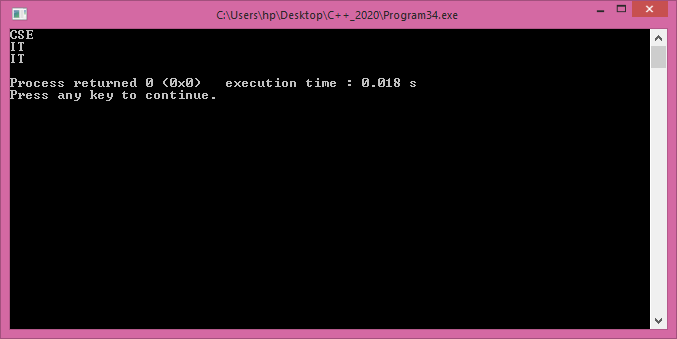 C:\Users\hp\Desktop\C++_2020\Program34.exe
CSE
IT
IT
Process returned 0 (0x0)   execution time : 0.018 s
Press any key to continue.